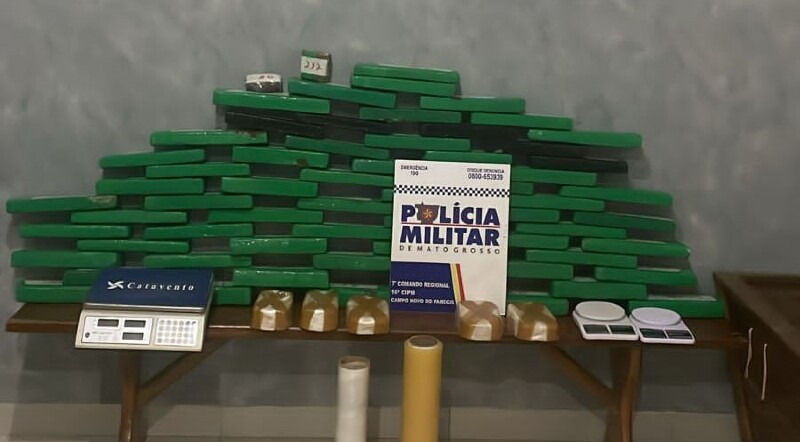 232
EMERGÊNCIA
190
DISQUE DENÚNCIA
0800-653939
POLÍCIA
MILITAR
DE MATO GROSSO
7° COMANDO REGIONAL
10ª CIPM
CAMPO NOVO DO PARECIS
Catavento